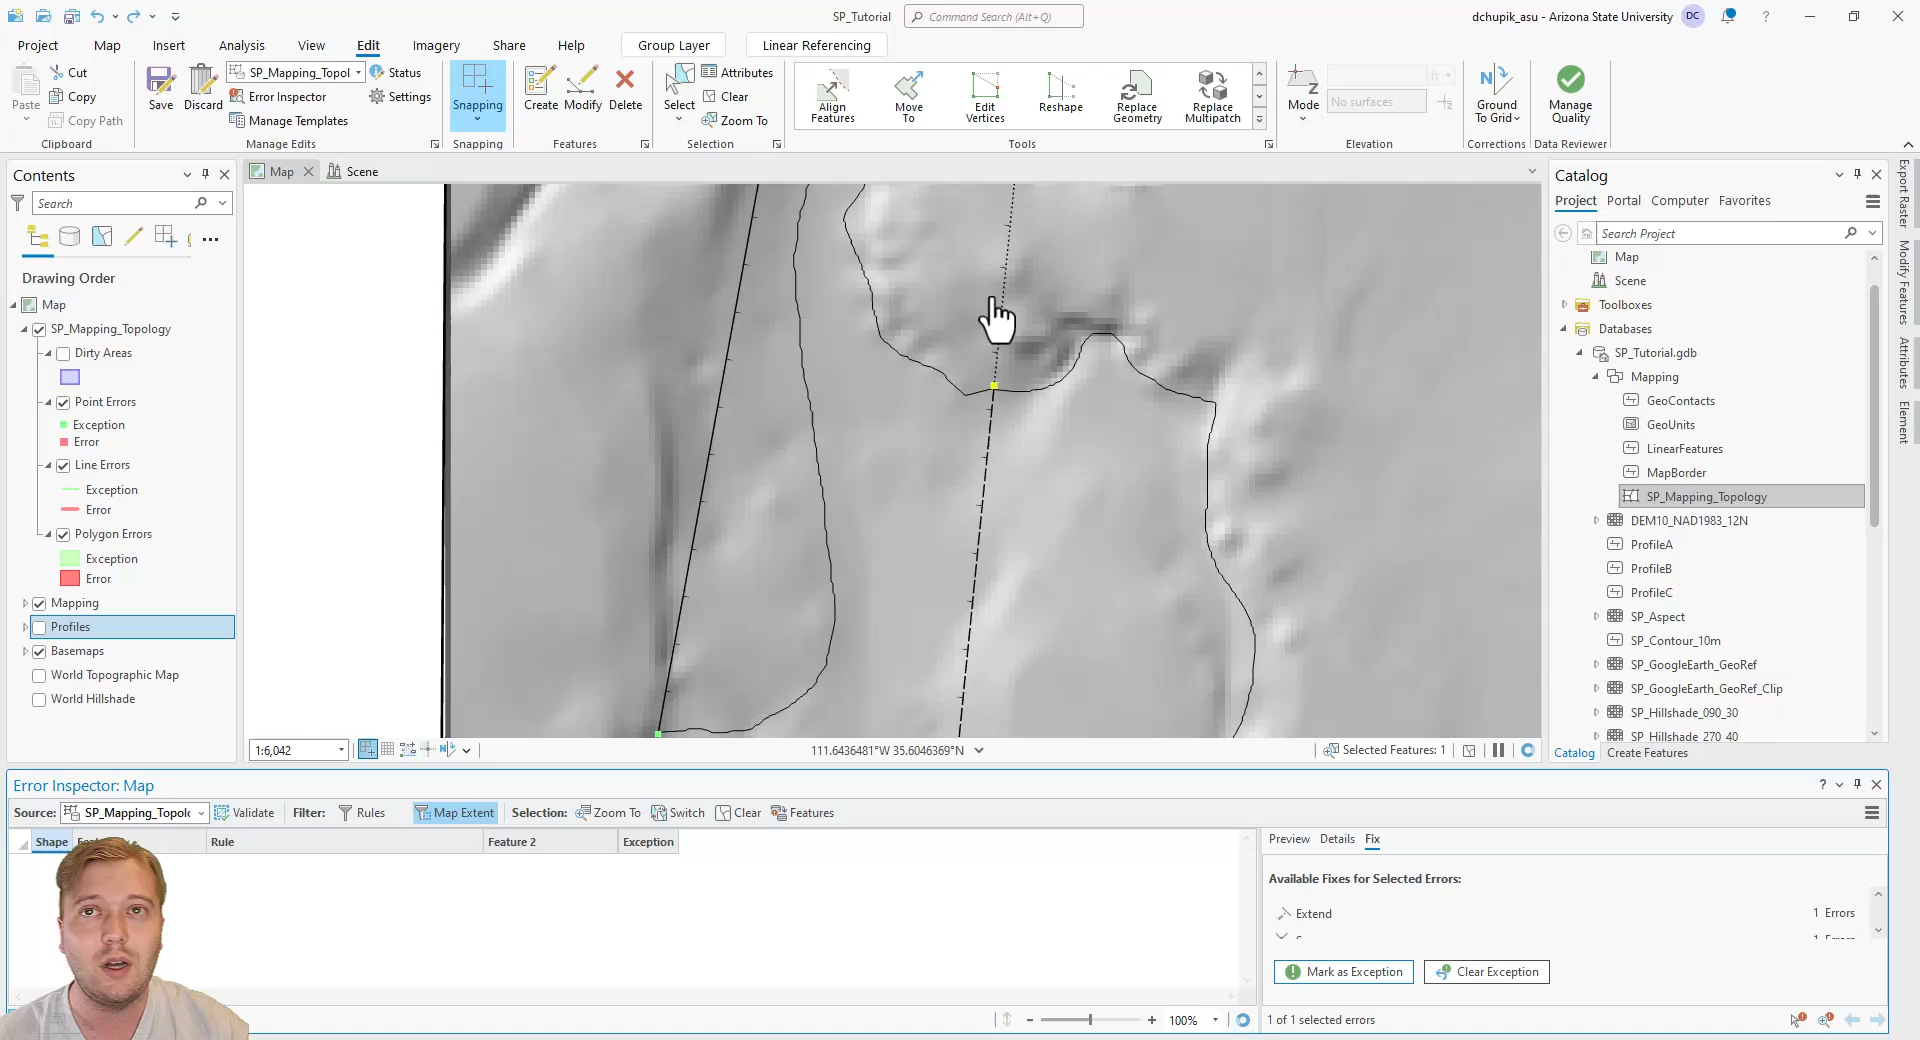 SP_Tutorial
Command Search (Alt+Q)
dchupik_asu - Arizona State University
DC
Project Map Insert Analysis View Edit Imagery Share Help Group Layer Linear Referencing
Paste
Cut
Copy
Copy Path
Clipboard
Save
Discard
SP_Mapping_Topol
Status
Error Inspector
Settings
Manage Templates
Manage Edits
Snapping
Snapping
Create
Modify
Delete
Features
Select
Attributes
Clear
Zoom To
Selection
Align Features
Move To
Edit Vertices
Reshape
Replace Geometry
Replace Multipatch
Tools
Mode
ft
No surfaces
Elevation
Ground To Grid
Corrections
Manage Quality
Data Reviewer
Contents
Search
Drawing Order
Map
SP_Mapping_Topology
Dirty Areas
Point Errors
Exception
Error
Line Errors
Exception
Error
Polygon Errors
Exception
Error
Mapping
Profiles
Basemaps
World Topographic Map
World Hillshade
Map
Scene
1:6,042
111.6436481°W 35.6046369°N
Selected Features: 1
Catalog
Project Portal Computer Favorites
Search Project
Map
Scene
Toolboxes
Databases
SP_Tutorial.gdb
Mapping
GeoContacts
GeoUnits
LinearFeatures
MapBorder
SP_Mapping_Topology
DEM10_NAD1983_12N
ProfileA
ProfileB
ProfileC
SP_Aspect
SP_Contour_10m
SP_GoogleEarth_GeoRef
SP_GoogleEarth_GeoRef_Clip
SP_Hillshade_090_30
SP_Hillshade_270_40
Catalog Create Features
Export Raster
Modify Features
Attributes
Element
Error Inspector: Map
Source: SP_Mapping_Topolo Validate Filter: Rules Map Extent Selection: Zoom To Switch Clear Features
Shape Rule Feature 2 Exception
Preview Details Fix
Available Fixes for Selected Errors:
Extend 1 Errors
Mark as Exception Clear Exception
100%
1 of 1 selected errors